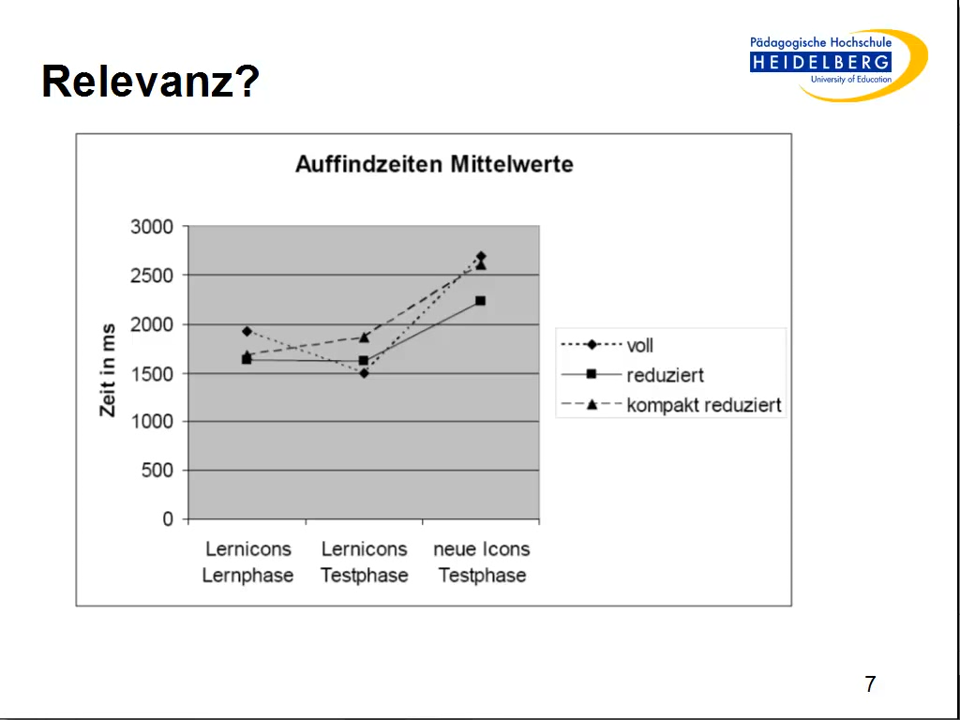 Pädagogische Hochschule
HEIDELBERG
University of Education
Relevanz?
Auffindzeiten Mittelwerte
Zeit in ms
3000
2500
2000
1500
1000
500
0
Lernicons Lernicons neue Icons
Lernphase Testphase Testphase
voll
reduziert
kompakt reduziert
7